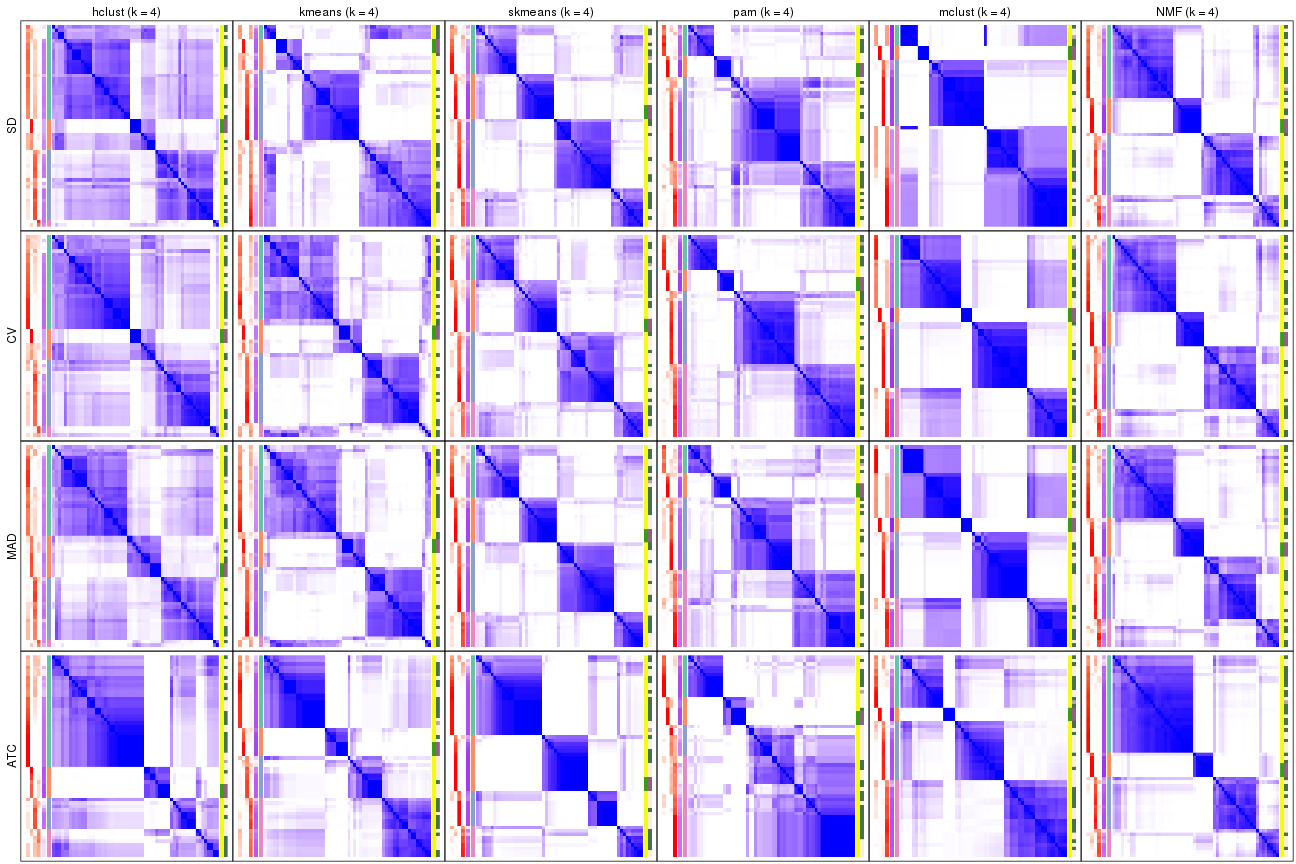 hclust (k = 4)
kmeans (k = 4)
skmeans (k = 4)
pam (k = 4)
mclust (k = 4)
NMF (k = 4)
SD
CV
MAD
ATC